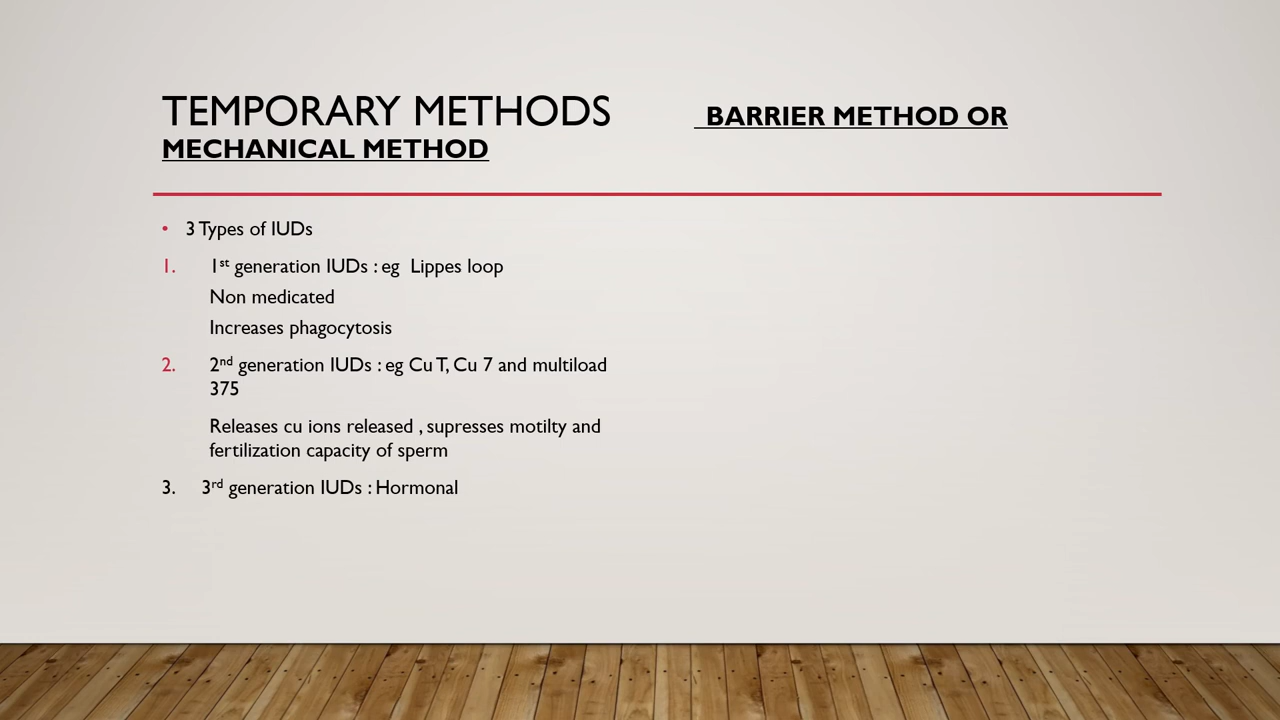 TEMPORARY METHODS BARRIER METHOD OR
MECHANICAL METHOD
• 3 Types of IUDs
1. 1st generation IUDs : eg Lippes loop
Non medicated
Increases phagocytosis
2. 2nd generation IUDs : eg Cu T, Cu 7 and multiload
375
Releases cu ions released , supresses motilty and
fertilization capacity of sperm
3. 3rd generation IUDs : Hormonal